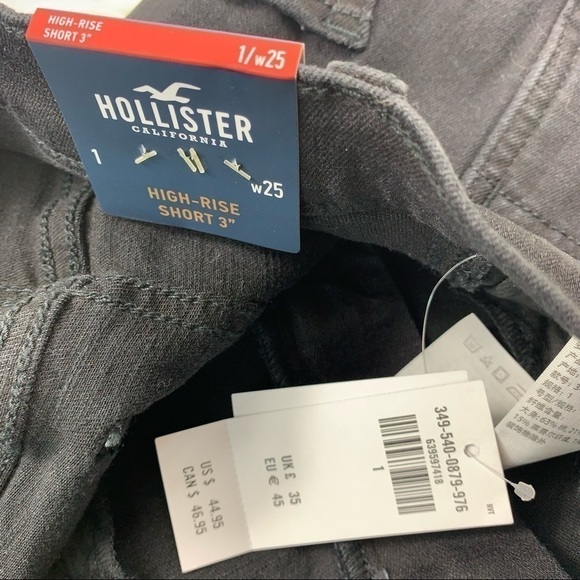 HIGH-RISE
SHORT 3"
1/w25
HOLLISTER
CALIFORNIA
1
w25
HIGH-RISE
SHORT 3"
US $ 44.95
CAN $ 46.95
UK £ 35
EU € 45
349-540-0879-976
639597418
1